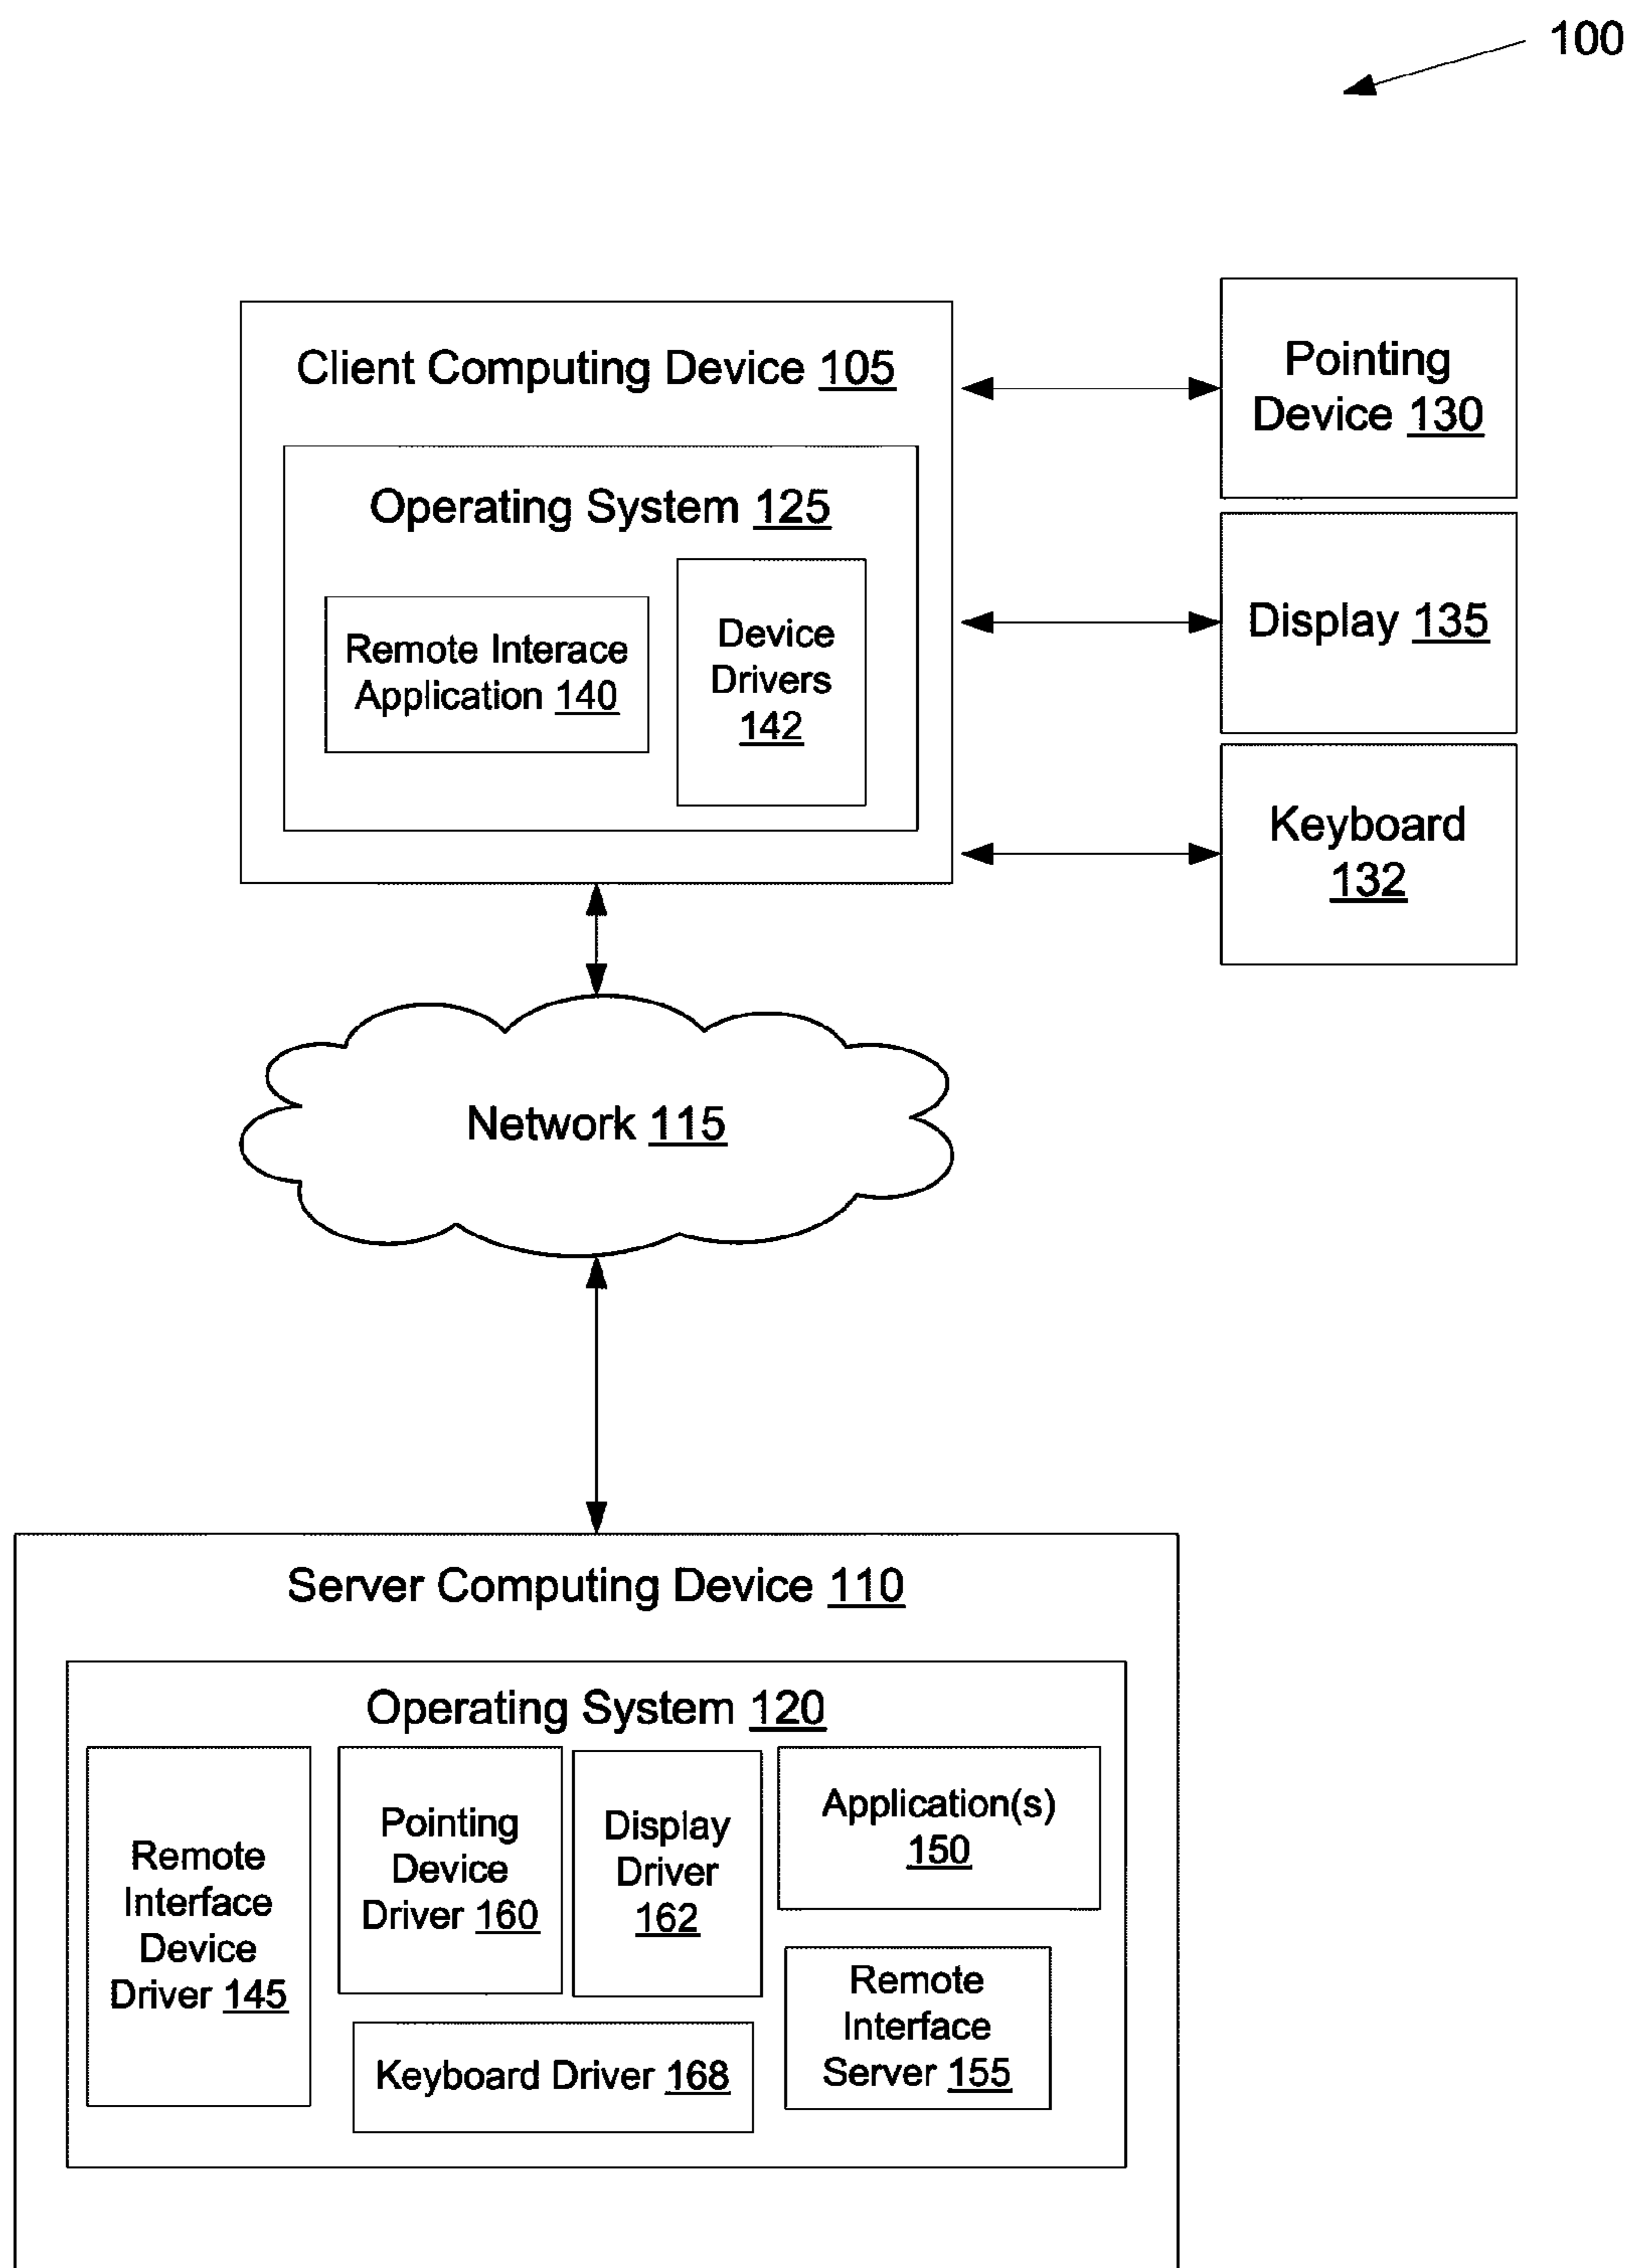 100
Client Computing Device 105
Pointing
Device 130
Operating System 125
Remote Interace
Application 140
Device
Drivers
142
Display 135
Keyboard
132
Network 115
Server Computing Device 110
Operating System 120
Remote
Interface
Device
Driver 145
Pointing
Device
Driver 160
Display
Driver
162
Application(s)
150
Keyboard Driver 168
Remote
Interface
Server 155